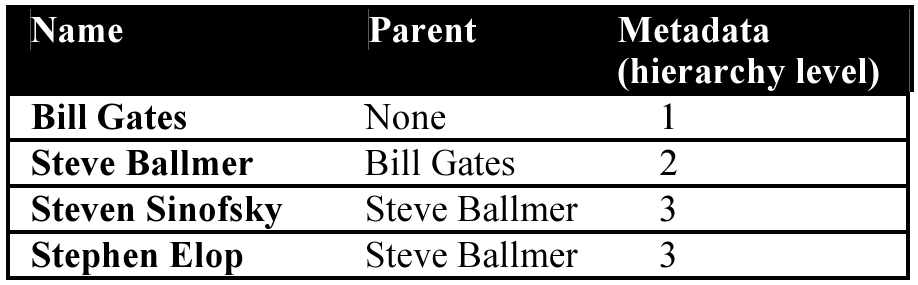 Name Parent Metadata
(hierarchy level)
Bill Gates None 1
Steve Ballmer Bill Gates 2
Steven Sinofsky Steve Ballmer 3
Stephen Elop Steve Ballmer 3